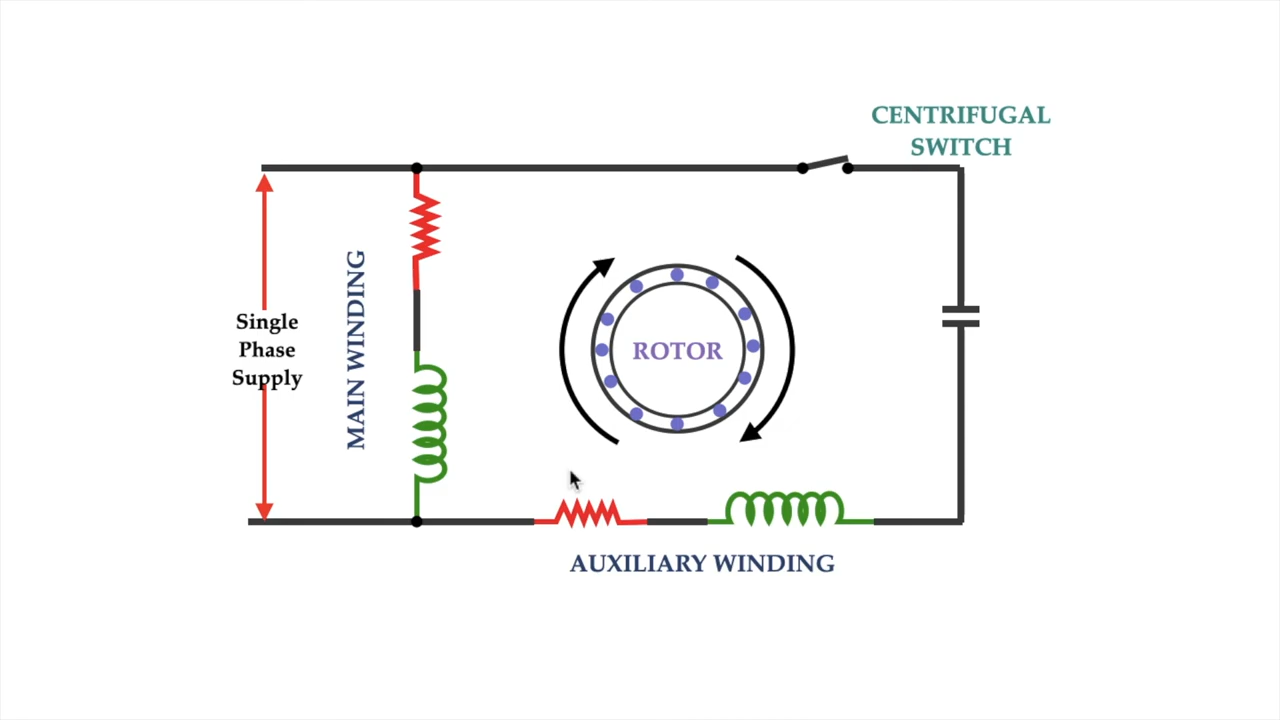 CENTRIFUGAL
SWITCH
Single
Phase
Supply
MAIN WINDING
ROTOR
AUXILIARY WINDING